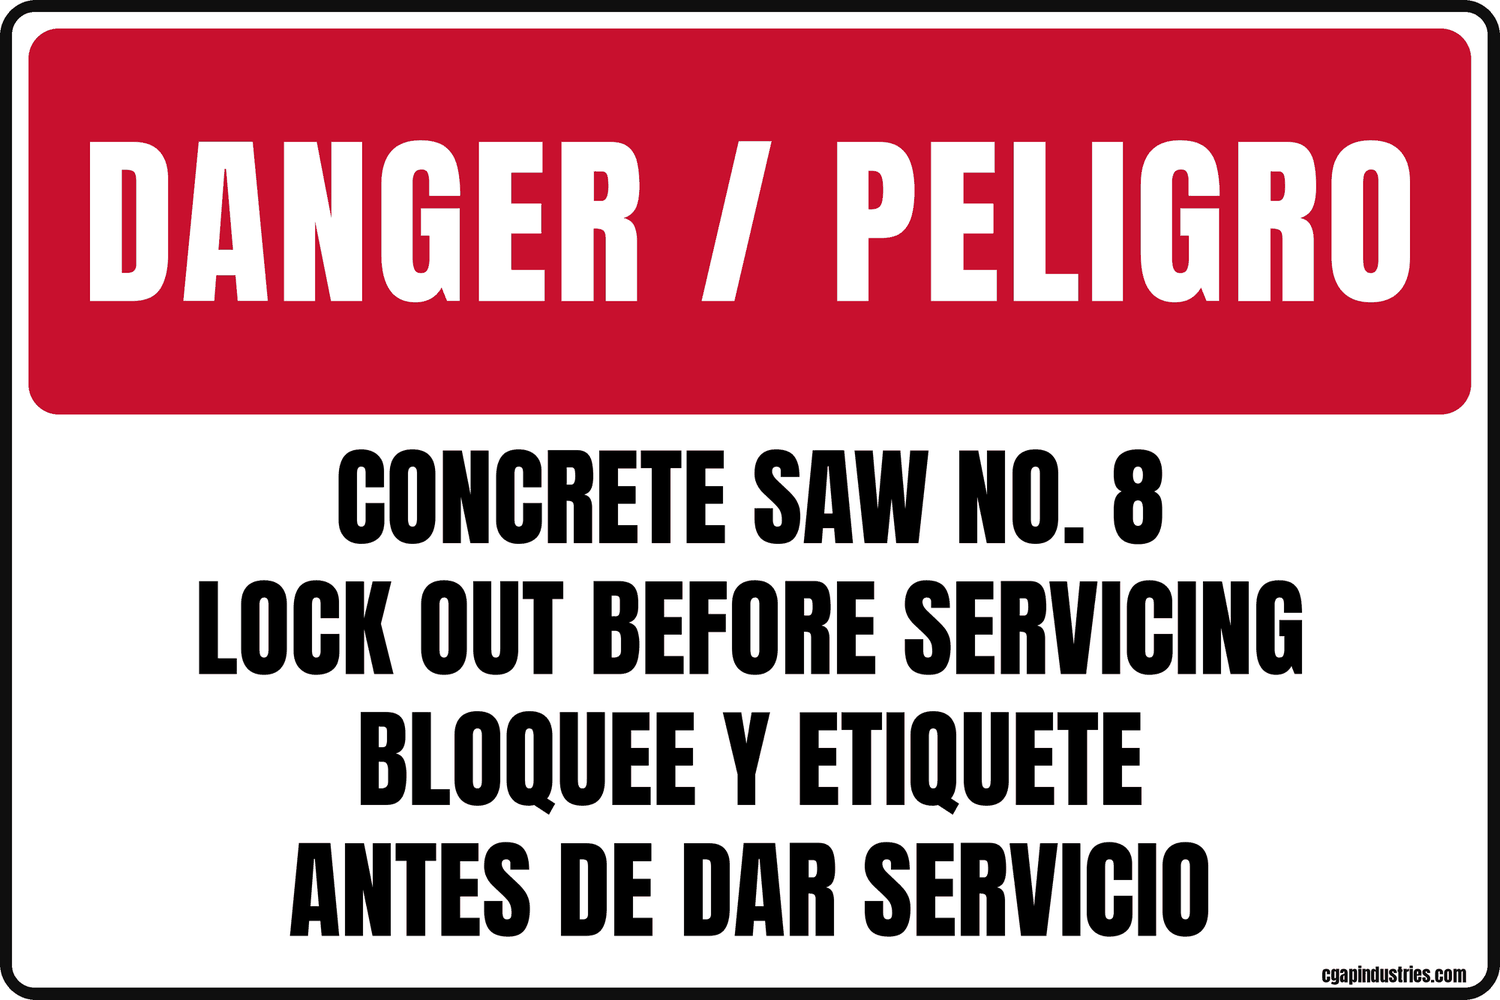 DANGER / PELIGRO
CONCRETE SAW NO. 8
LOCK OUT BEFORE SERVICING
BLOQUEE Y ETIQUETE
ANTES DE DAR SERVICIO
cgapindustries.com